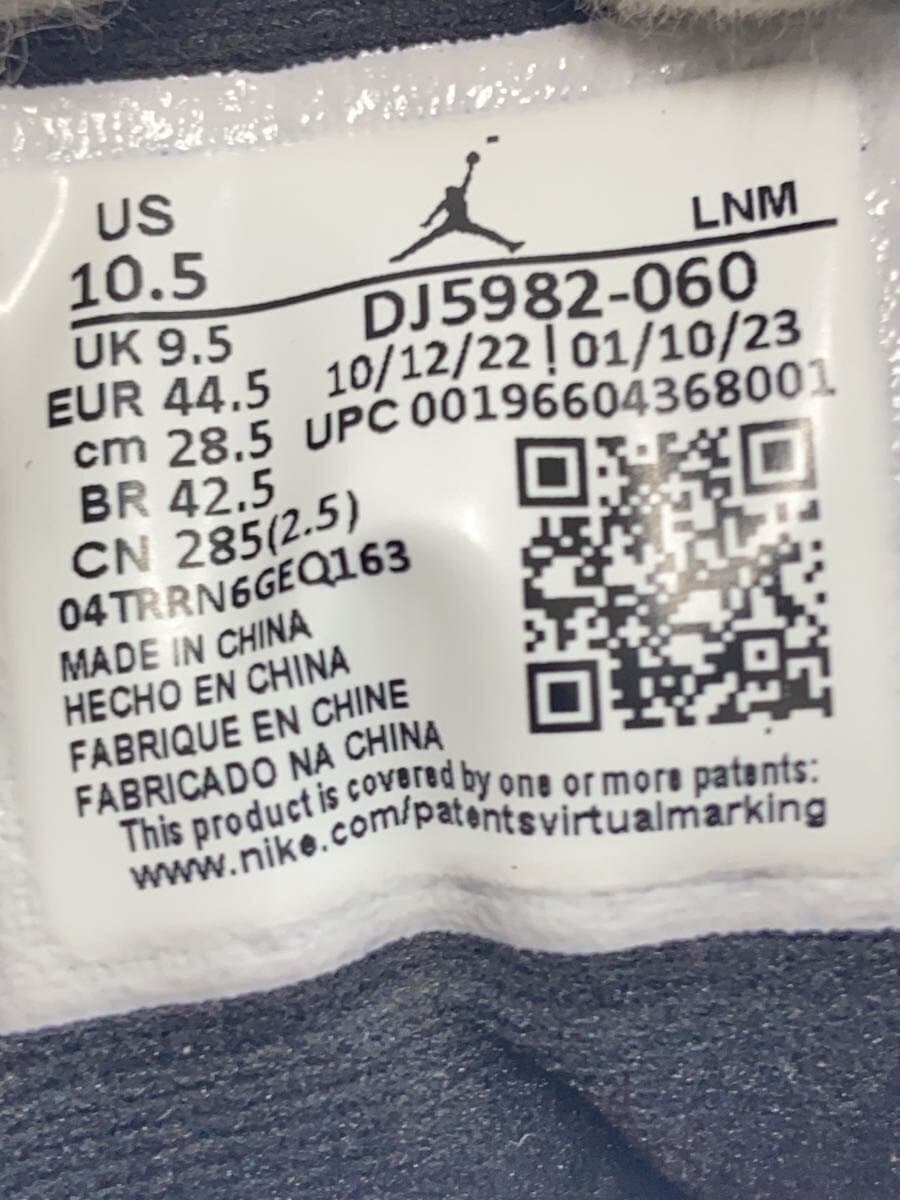 US
10.5
LNM
UK 9.5
DJ5982-060
EUR 44.5
10/12/22 ! 01/10/23
cm 28.5
UPC 00196604368001
BR 42.5
CN 285(2.5)
04TRRN6GEQ163
MADE IN CHINA
HECHO EN CHINA
FABRIQUE EN CHINE
FABRICADO NA CHINA
This product is covered by one or more patents:
www.nike.com/patentsvirtualmarking